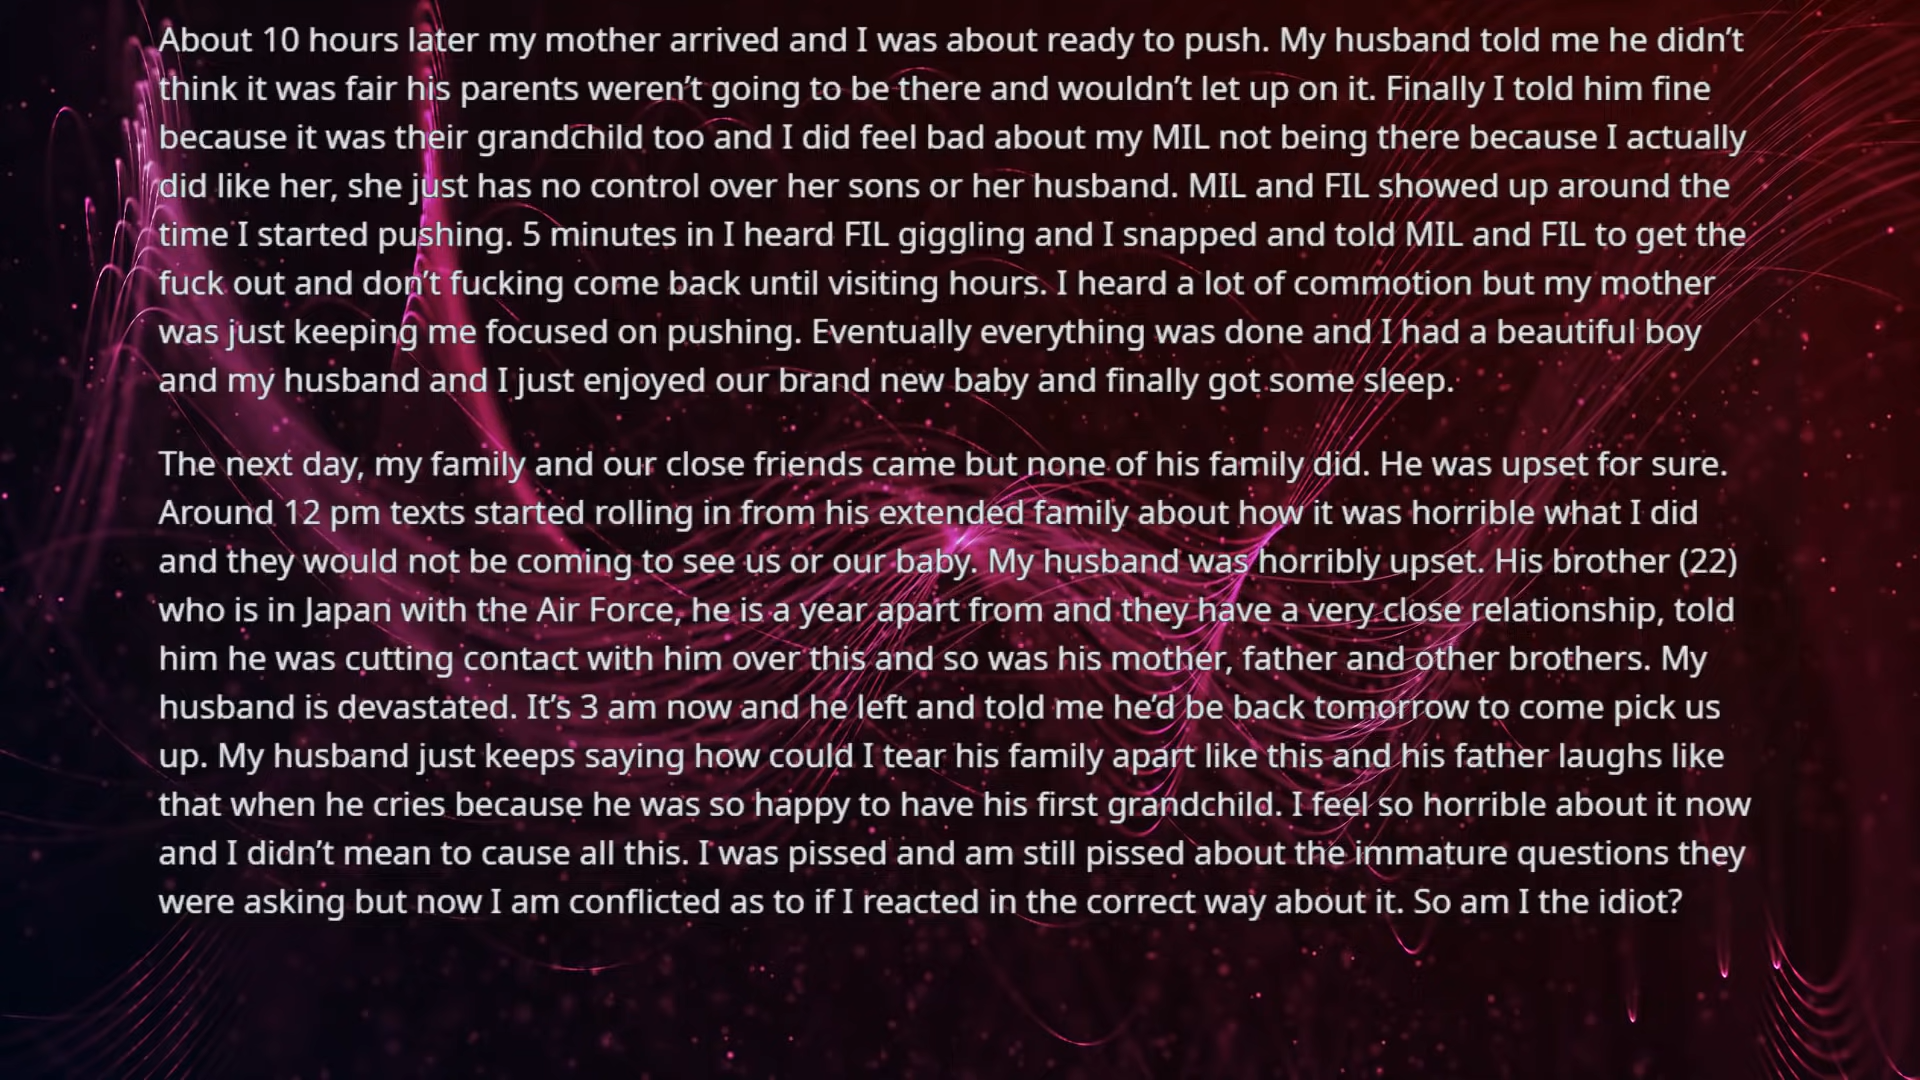 About 10 hours later my mother arrived and I was about ready to push. My husband told me he didn’t
think it was fair his parents weren’t going to be there and wouldn’t let up on it. Finally I told him fine
because it was their grandchild too and I did feel bad about my MIL not being there because I actually
did like her, she just has no control over her sons or her husband. MIL and FIL showed up around the
time I started pushing. 5 minutes in I heard FIL giggling and I snapped and told MIL and FIL to get the
fuck out and don’t fucking come back until visiting hours. I heard a lot of commotion but my mother
was just keeping me focused on pushing. Eventually everything was done and I had a beautiful boy
and my husband and I just enjoyed our brand new baby and finally got some sleep.
The next day, my family and our close friends came but none of his family did. He was upset for sure.
Around 12 pm texts started rolling in from his extended family about how it was horrible what I did
and they would not be coming to see us or our baby. My husband was horribly upset. His brother (22)
who is in Japan with the Air Force, he is a year apart from and they have a very close relationship, told
him he was cutting contact with him over this and so was his mother, father and other brothers. My
husband is devastated. It’s 3 am now and he left and told me he’d be back tomorrow to come pick us
up. My husband just keeps saying how could I tear his family apart like this and his father laughs like
that when he cries because he was so happy to have his first grandchild. I feel so horrible about it now
and I didn’t mean to cause all this. I was pissed and am still pissed about the immature questions they
were asking but now I am conflicted as to if I reacted in the correct way about it. So am I the idiot?